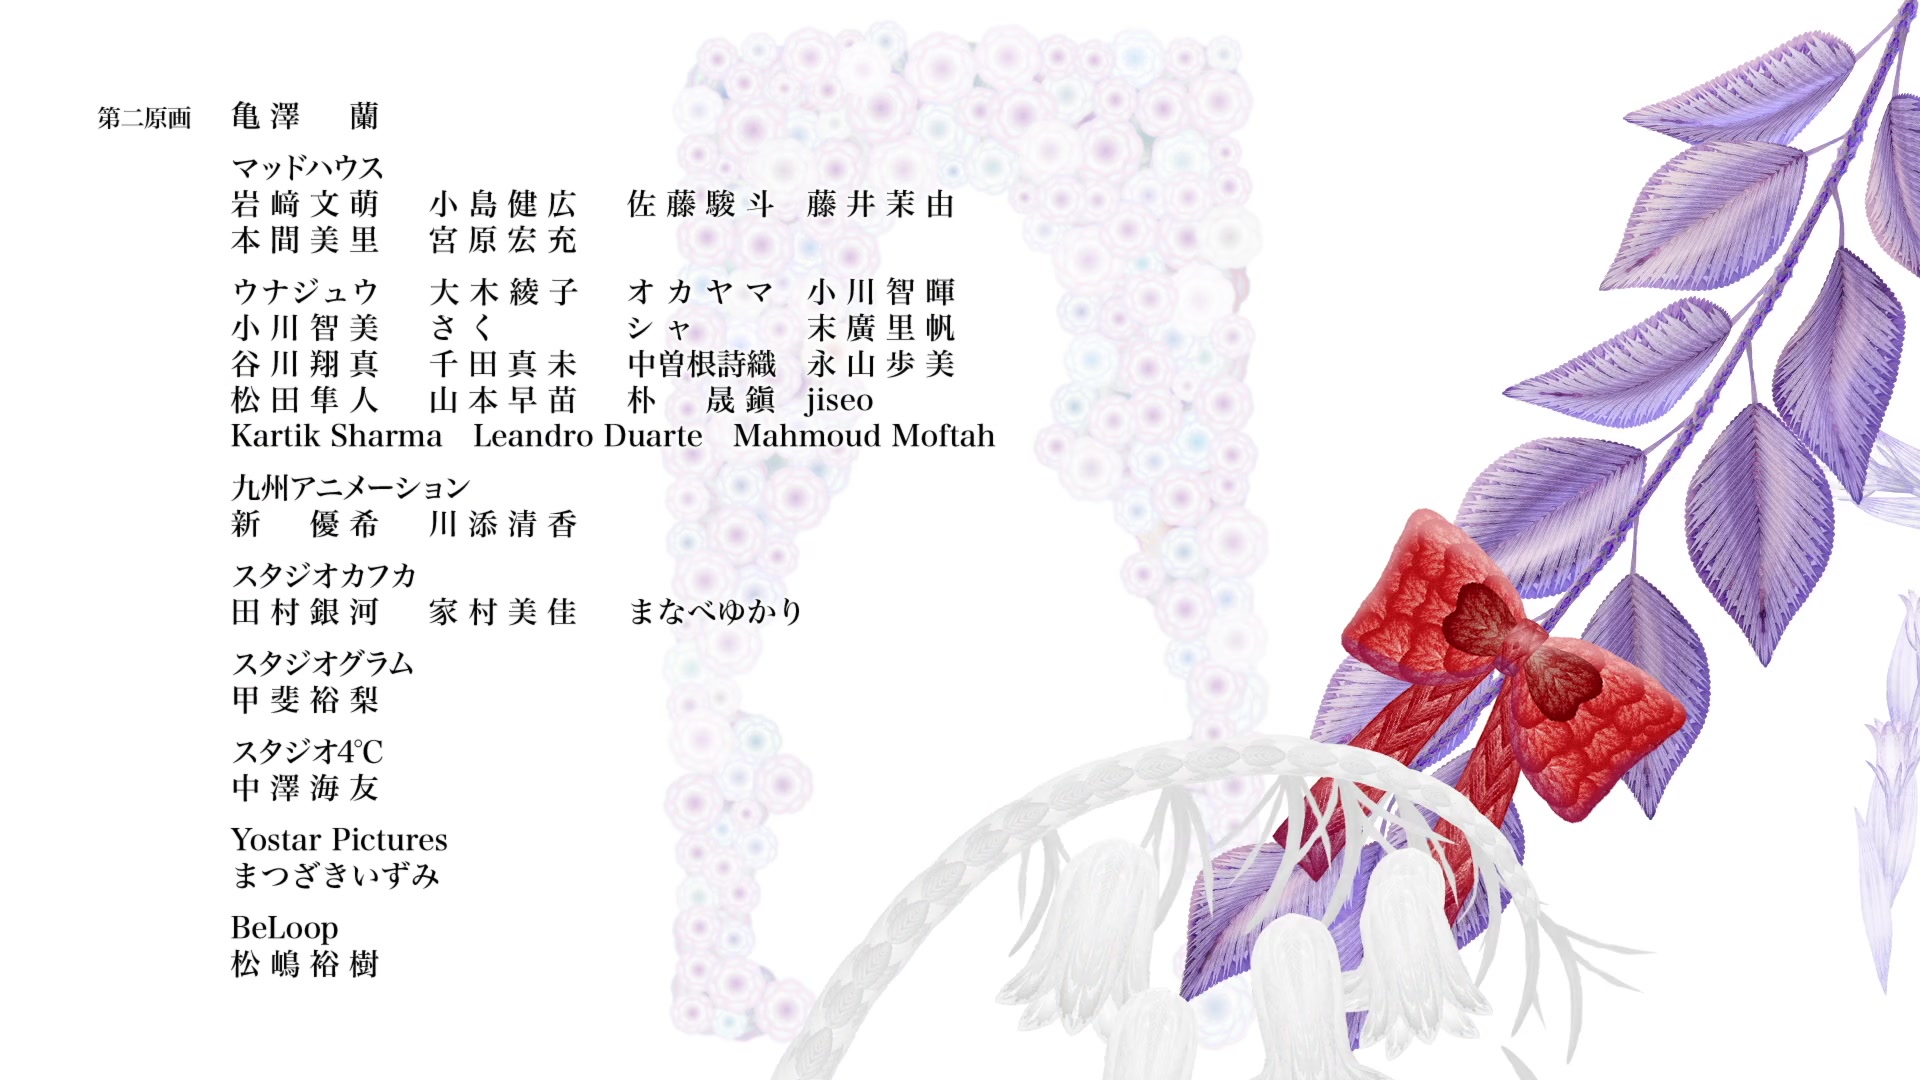 第二原画 亀澤 蘭
マッドハウス
岩﨑文萌 小島健広 佐藤駿斗 藤井茉由
本間美里 宮原宏充
ウナジュウ 大木綾子 オカヤマ 小川智暉
小川智美 さく シャ 末廣里帆
谷川翔真 千田真未 中曽根詩織 永山歩美
松田隼人 山本早苗 朴 晟鎭 jiseo
Kartik Sharma Leandro Duarte Mahmoud Moftah
九州アニメーション
新 優希 川添清香
スタジオカフカ
田村銀河 家村美佳 まなべゆかり
スタジオグラム
甲斐裕梨
スタジオ4℃
中澤海友
Yostar Pictures
まつざきいずみ
BeLoop
松嶋裕樹